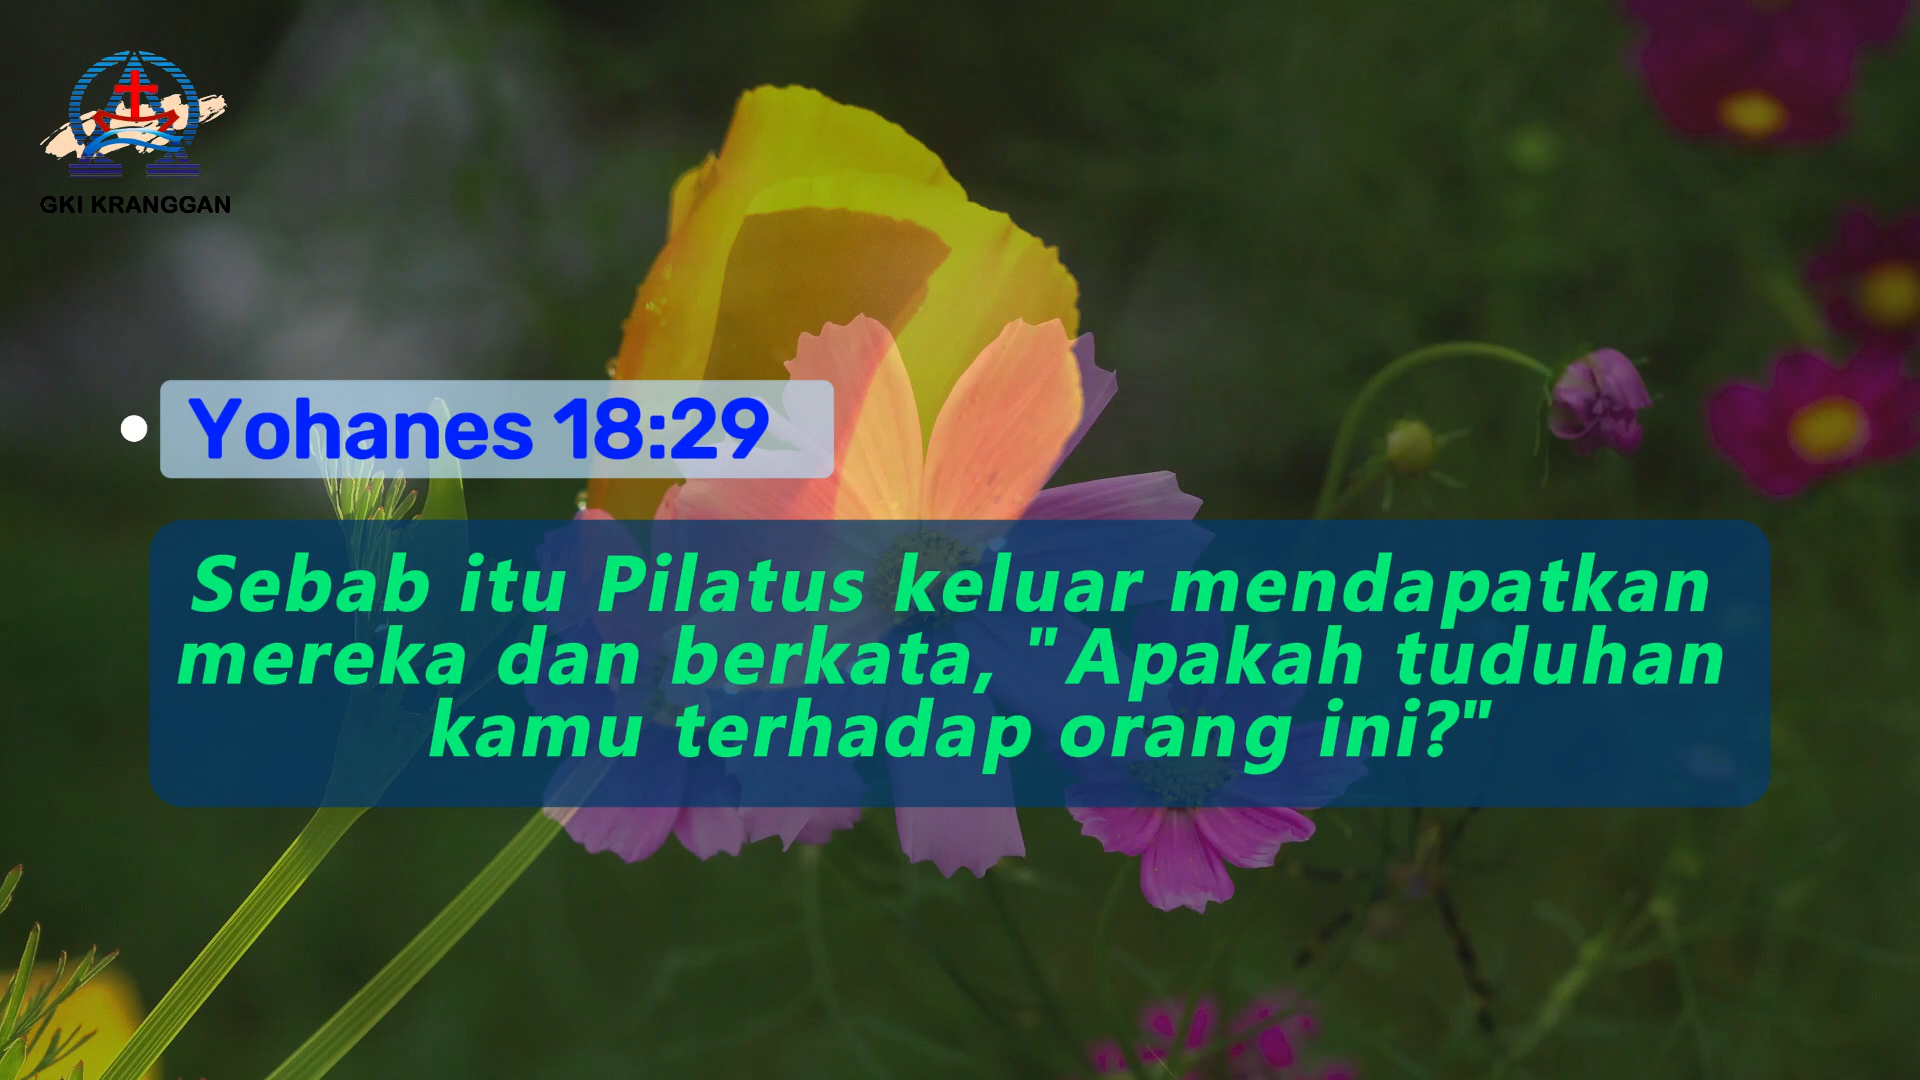 GKI KRANGGAN
Yohanes 18:29
Sebab itu Pilatus keluar mendapatkan
mereka dan berkata, "Apakah tuduhan
kamu terhadap orang ini?"